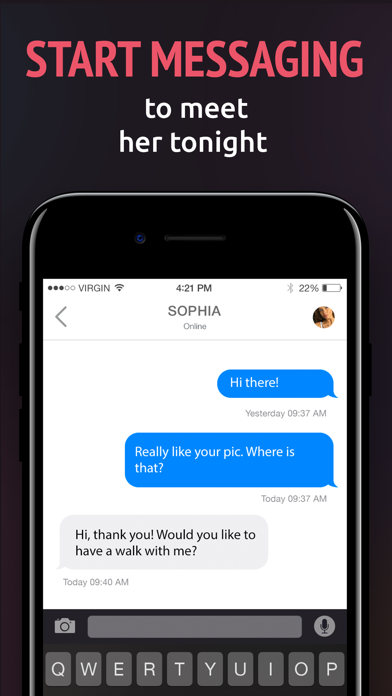 START MESSAGING
to meet
her tonight
VIRGIN 4:21 PM 22%
SOPHIA
Online
Hi there!
Yesterday 09:37 AM
Really like your pic. Where is
that?
Today 09:37 AM
Hi, thank you! Would you like to
have a walk with me?
Today 09:40 AM
Q W E R T Y U I O P